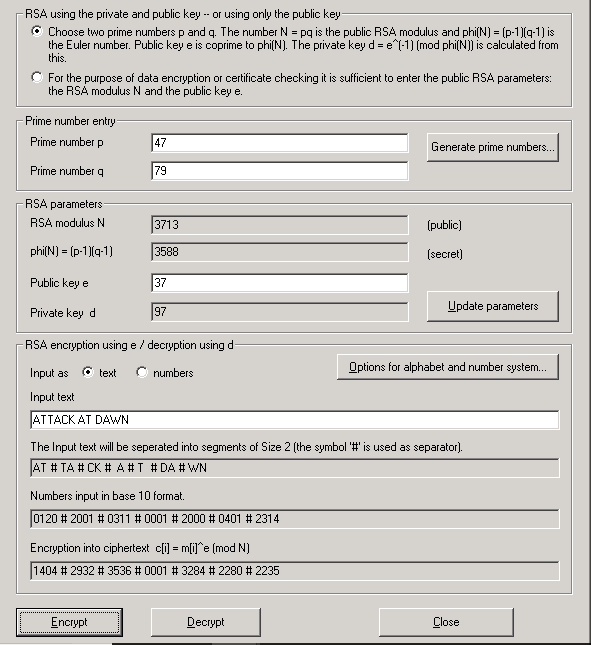 RSA using the private and public key -- or using only the public key
Choose two prime numbers p and q. The number N = pq is the public RSA modulus and phi(N) = (p-1)(q-1) is
the Euler number. Public key e is coprime to phi(N). The private key d = e^(-1) (mod phi(N)) is calculated from
this.
For the purpose of data encryption or certificate checking it is sufficient to enter the public RSA parameters:
the RSA modulus N and the public key e.
Prime number entry
Prime number p 47 Generate prime numbers...
Prime number q 79
RSA parameters
RSA modulus N 3713 (public)
phi(N) = (p-1)(q-1) 3588 (secret)
Public key e 37
Private key d 97 Update parameters
RSA encryption using e / decryption using d
Input as text numbers Options for alphabet and number system...
Input text
ATTACK AT DAWN
The Input text will be seperated into segments of Size 2 (the symbol '#' is used as separator).
AT # TA # CK #  A # T  # DA # WN
Numbers input in base 10 format.
0120 # 2001 # 0311 # 0001 # 2000 # 0401 # 2314
Encryption into ciphertext c[i] = m[i]^e (mod N)
1404 # 2932 # 3536 # 0001 # 3284 # 2280 # 2235
Encrypt Decrypt Close